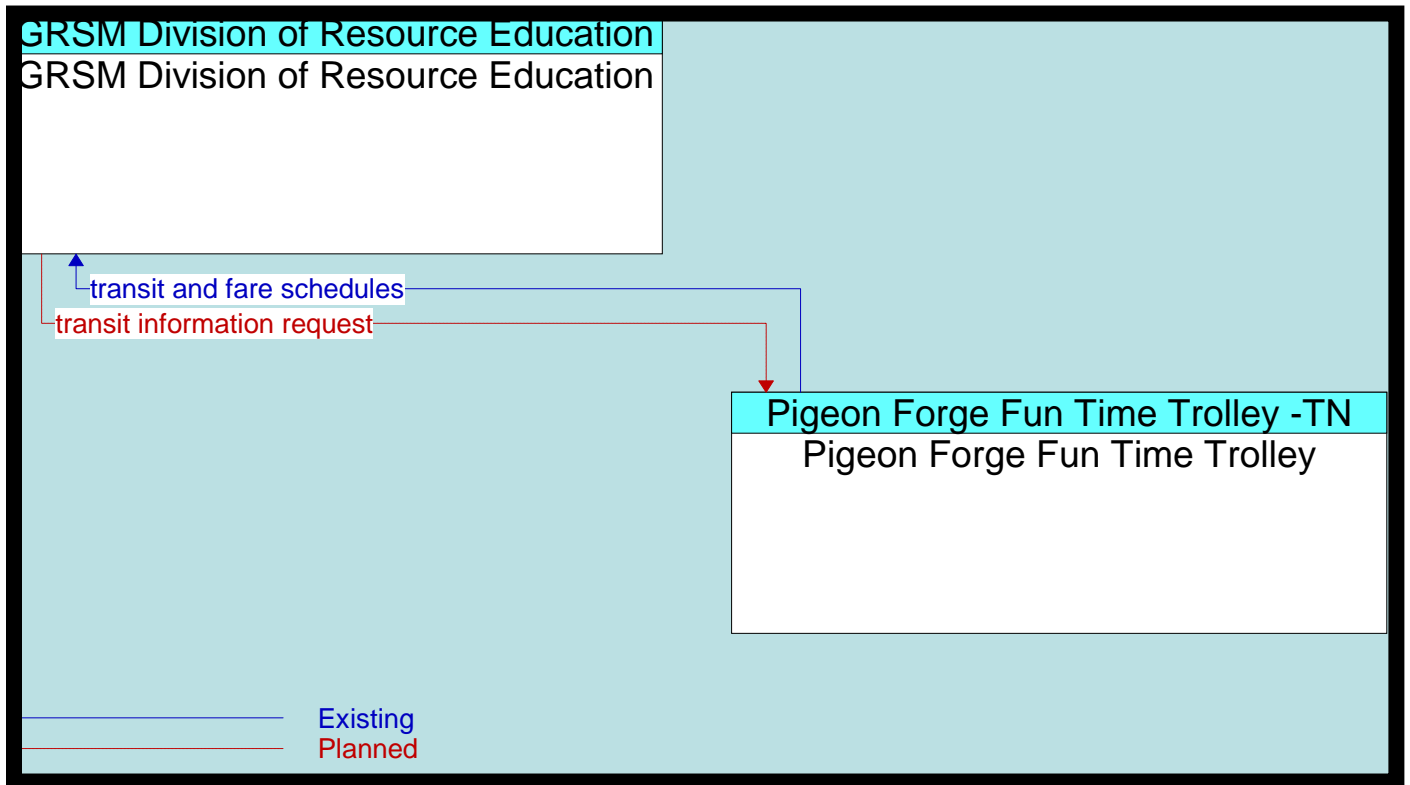 GRSM Division of Resource Education
GRSM Division of Resource Education
transit and fare schedules
transit information request
Pigeon Forge Fun Time Trolley -TN
Pigeon Forge Fun Time Trolley
Existing
Planned